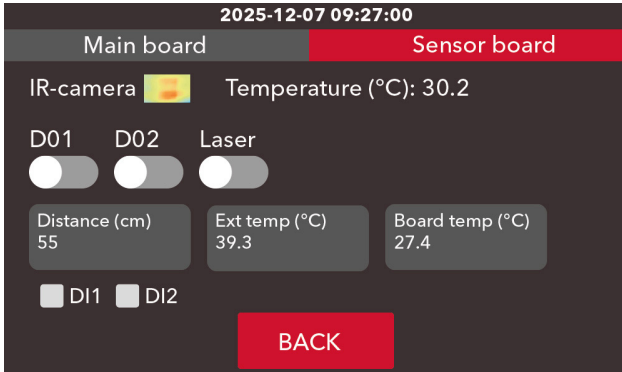 2025-12-07 09:27:00
Main board Sensor board
IR-camera Temperature (°C): 30.2
D01 D02 Laser
Distance (cm) Ext temp (°C) Board temp (°C)
55 39.3 27.4
DI1 DI2
BACK